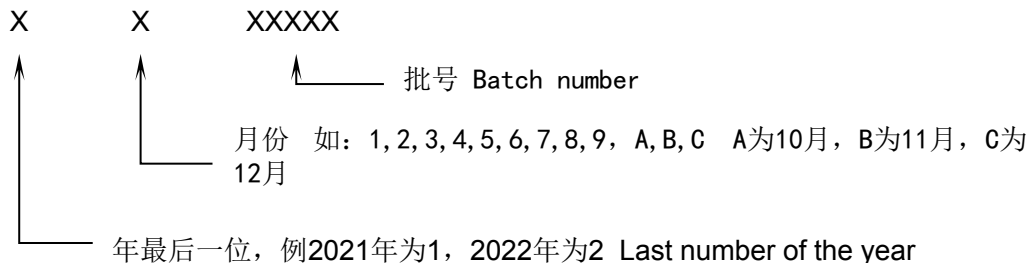 X X XXXXX
批号 Batch number
月份 如：1,2,3,4,5,6,7,8,9，A,B,C A为10月，B为11月，C为
12月
年最后一位，例2021年为1，2022年为2 Last number of the year